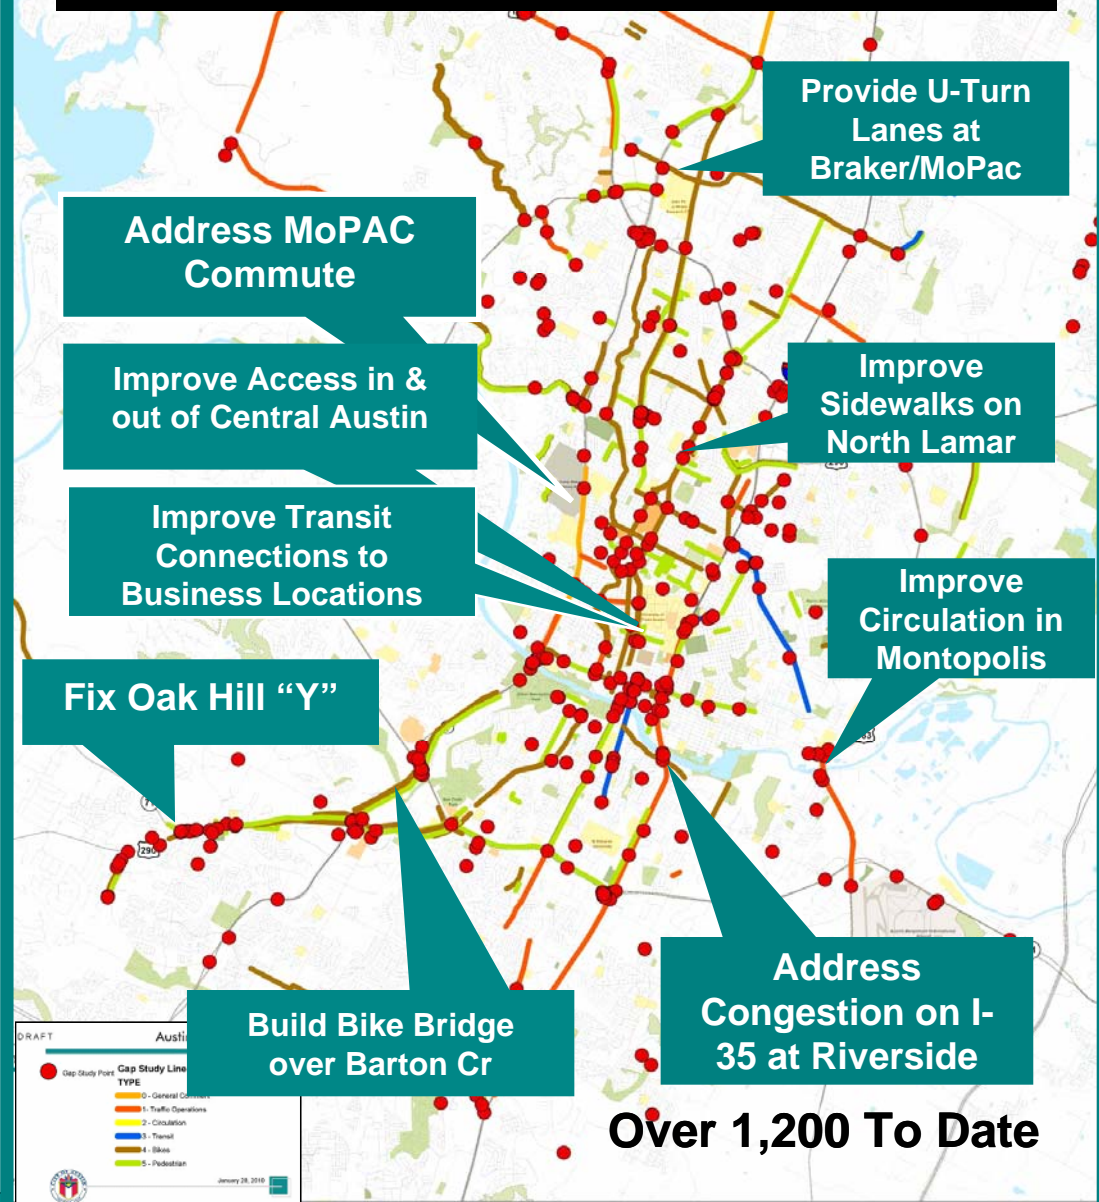 Provide U-Turn
Lanes at
Braker/MoPac
Address MoPAC
Commute
Improve Access in &
out of Central Austin
Improve
Sidewalks on
North Lamar
Improve Transit
Connections to
Business Locations
Improve
Circulation in
Montopolis
Fix Oak Hill “Y”
290
Address
Congestion on I-
35 at Riverside
Build Bike Bridge
over Barton Cr
Over 1,200 To Date
DRAFT
Gap Study Point
Gap Study Line
TYPE
0 - General Comment
1- Traffic Operations
2 - Circulation
3 - Transit
4 - Bikes
5 - Pedestrian
January 28, 2010